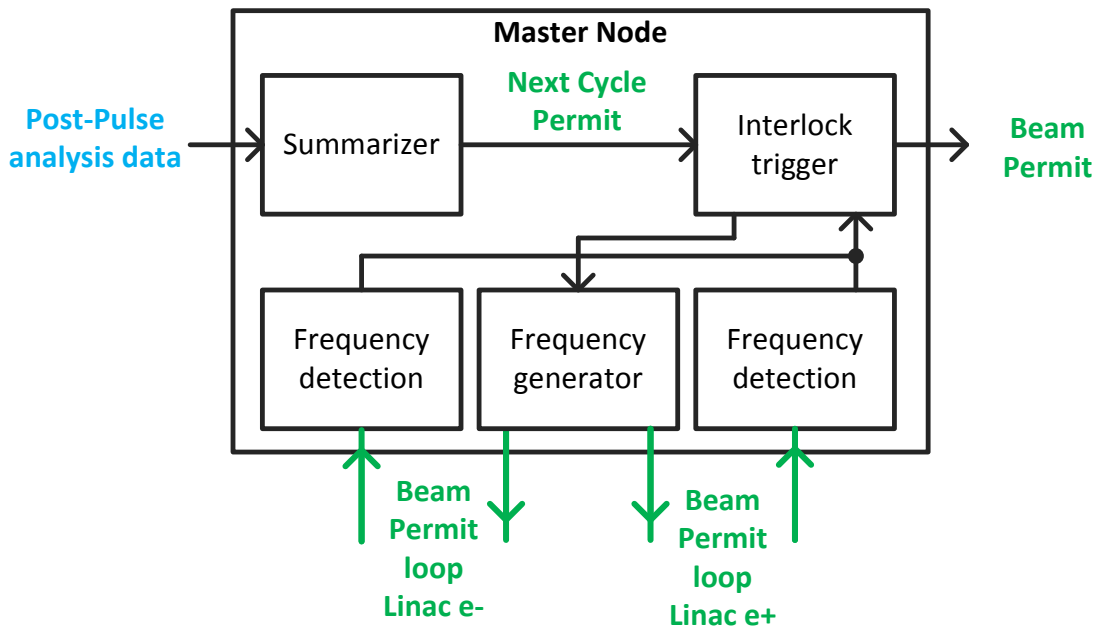 Master Node
Post-Pulse
analysis data
Summarizer
Next Cycle
Permit
Interlock
trigger
Beam
Permit
Frequency
detection
Frequency
generator
Frequency
detection
Beam
Permit
loop
Linac e-
Beam
Permit
loop
Linac e+